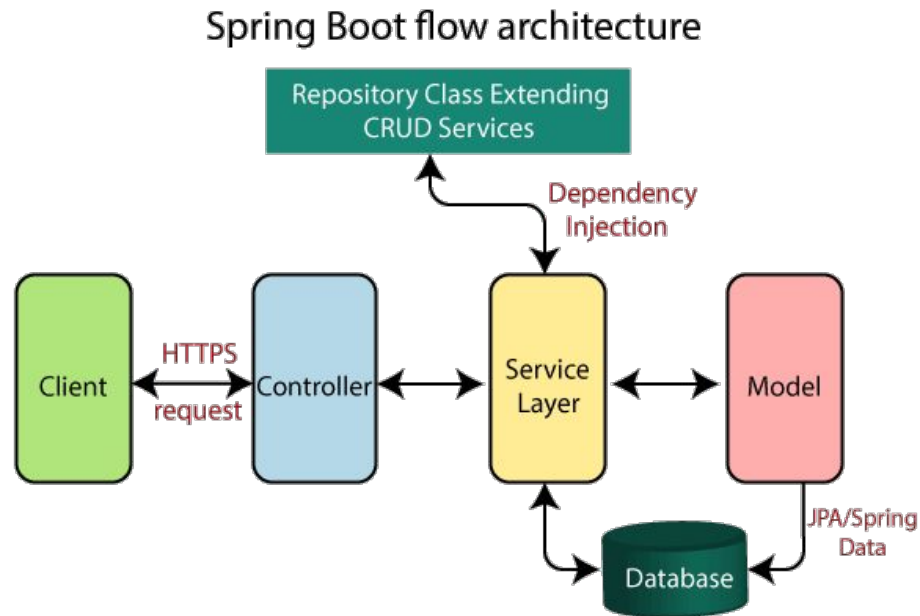 Spring Boot flow architecture
Repository Class Extending
CRUD Services
Dependency
Injection
Client
HTTPS
request
Controller
Service
Layer
Model
JPA/Spring
Data
Database